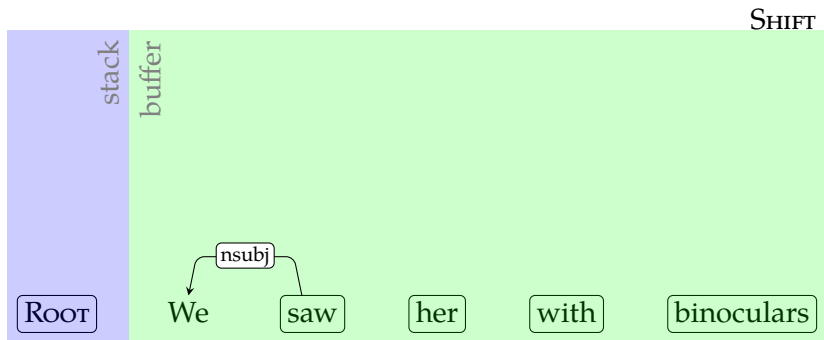 SHIFT
stack
buffer
nsubj
ROOT We saw her with binoculars